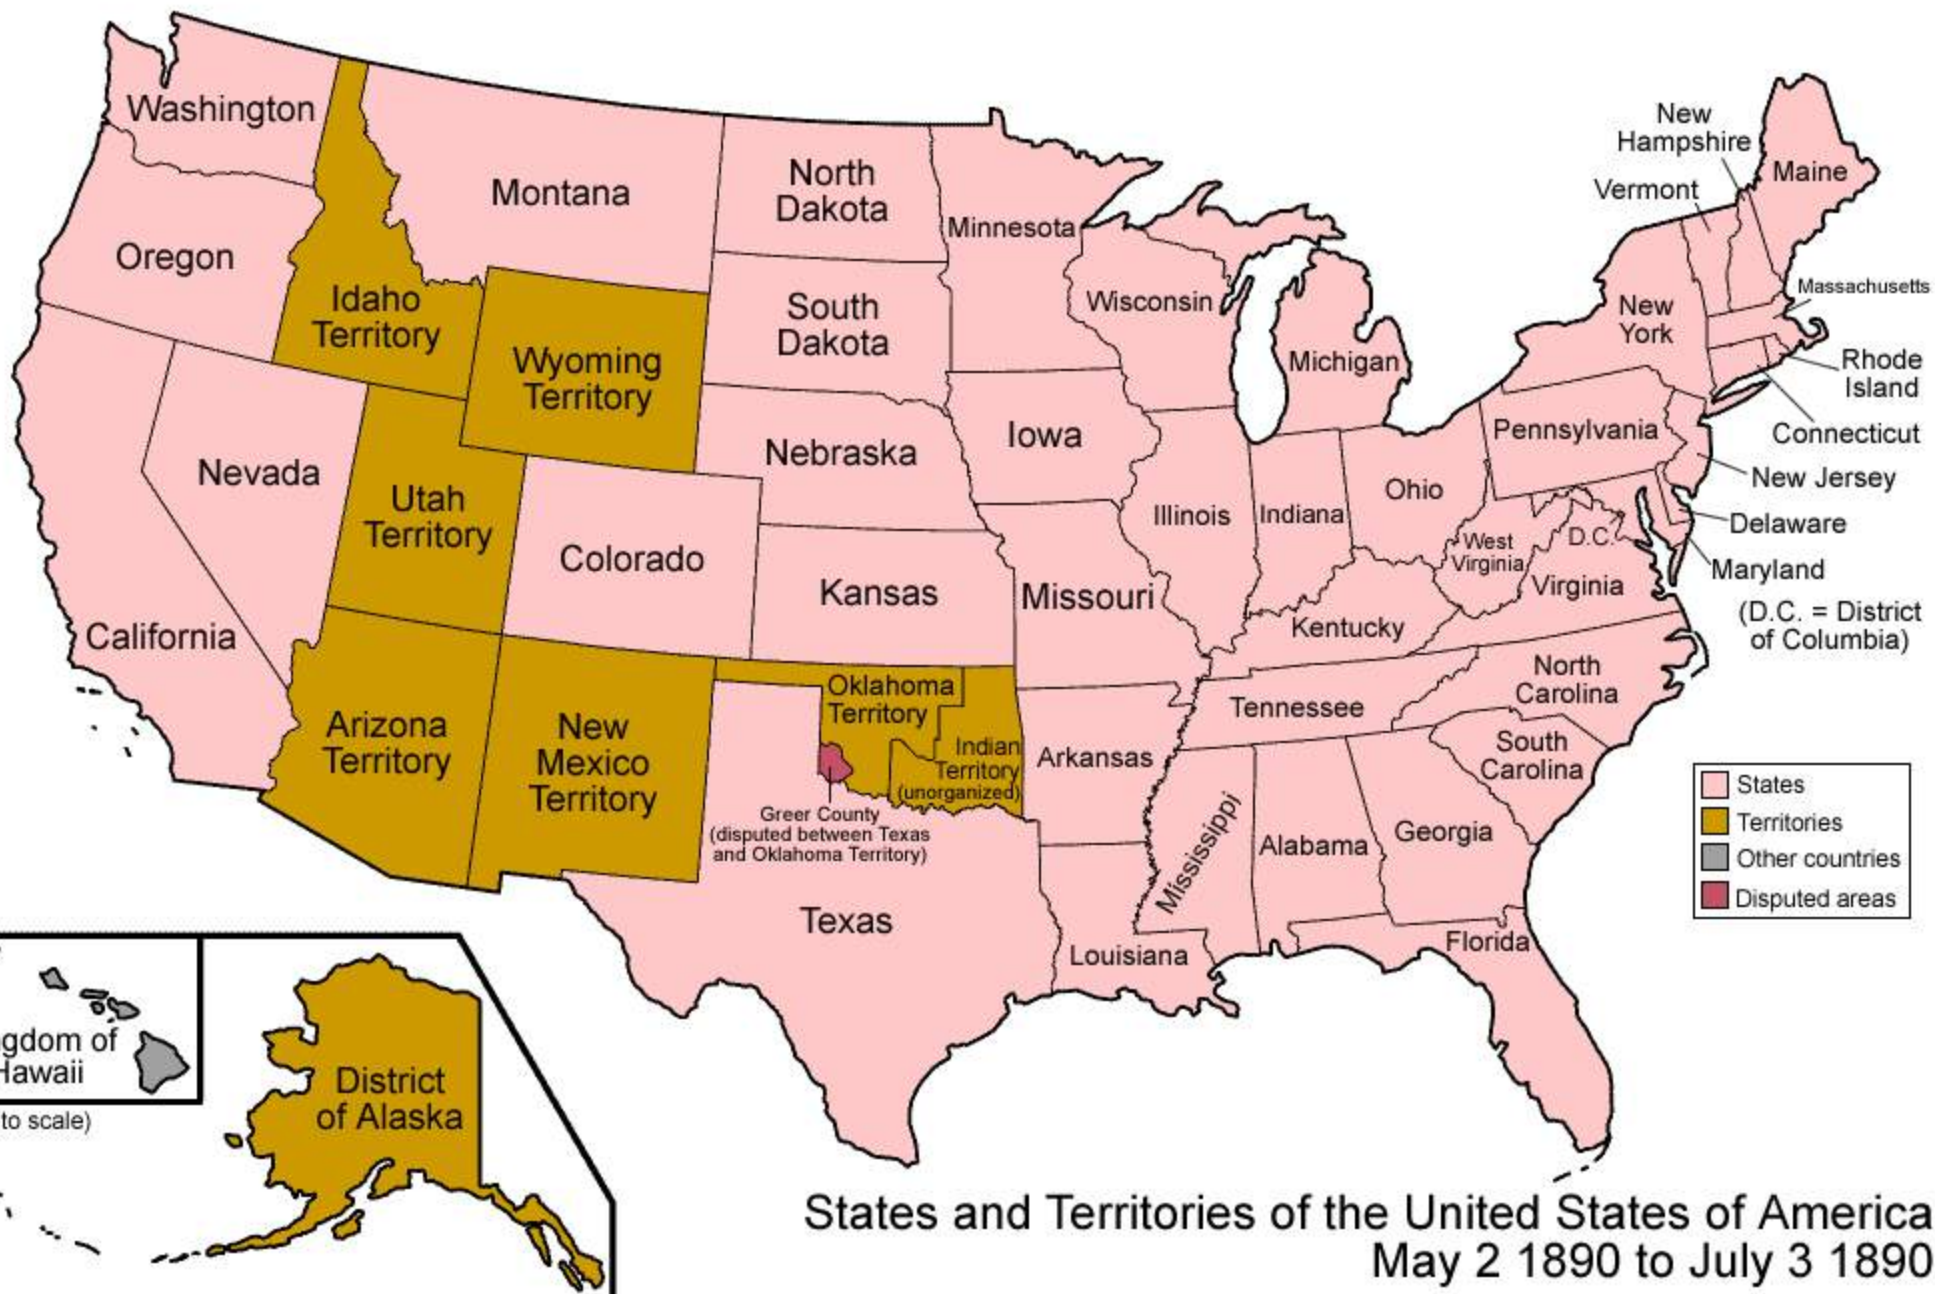 Washington
Oregon
Idaho
Territory
Montana
Wyoming
Territory
North
Dakota
South
Dakota
Minnesota
Wisconsin
Michigan
Nebraska
Iowa
Nevada
Utah
Territory
Colorado
Kansas
Missouri
Illinois
Indiana
Ohio
West
Virginia
D.C.
Virginia
Kentucky
California
Arizona
Territory
New
Mexico
Territory
Oklahoma
Territory
Indian
Territory
(unorganized)
Greer County
(disputed between Texas
and Oklahoma Territory)
Texas
Arkansas
Louisiana
Mississippi
Tennessee
Alabama
Georgia
Florida
North
Carolina
South
Carolina
New
Hampshire
Vermont
Maine
Massachusetts
New
York
Rhode
Island
Pennsylvania
Connecticut
New Jersey
Delaware
Maryland
(D.C. = District
of Columbia)
States
Territories
Other countries
Disputed areas
gdom of
Hawaii
to scale)
District
of Alaska
States and Territories of the United States of America
May 2 1890 to July 3 1890